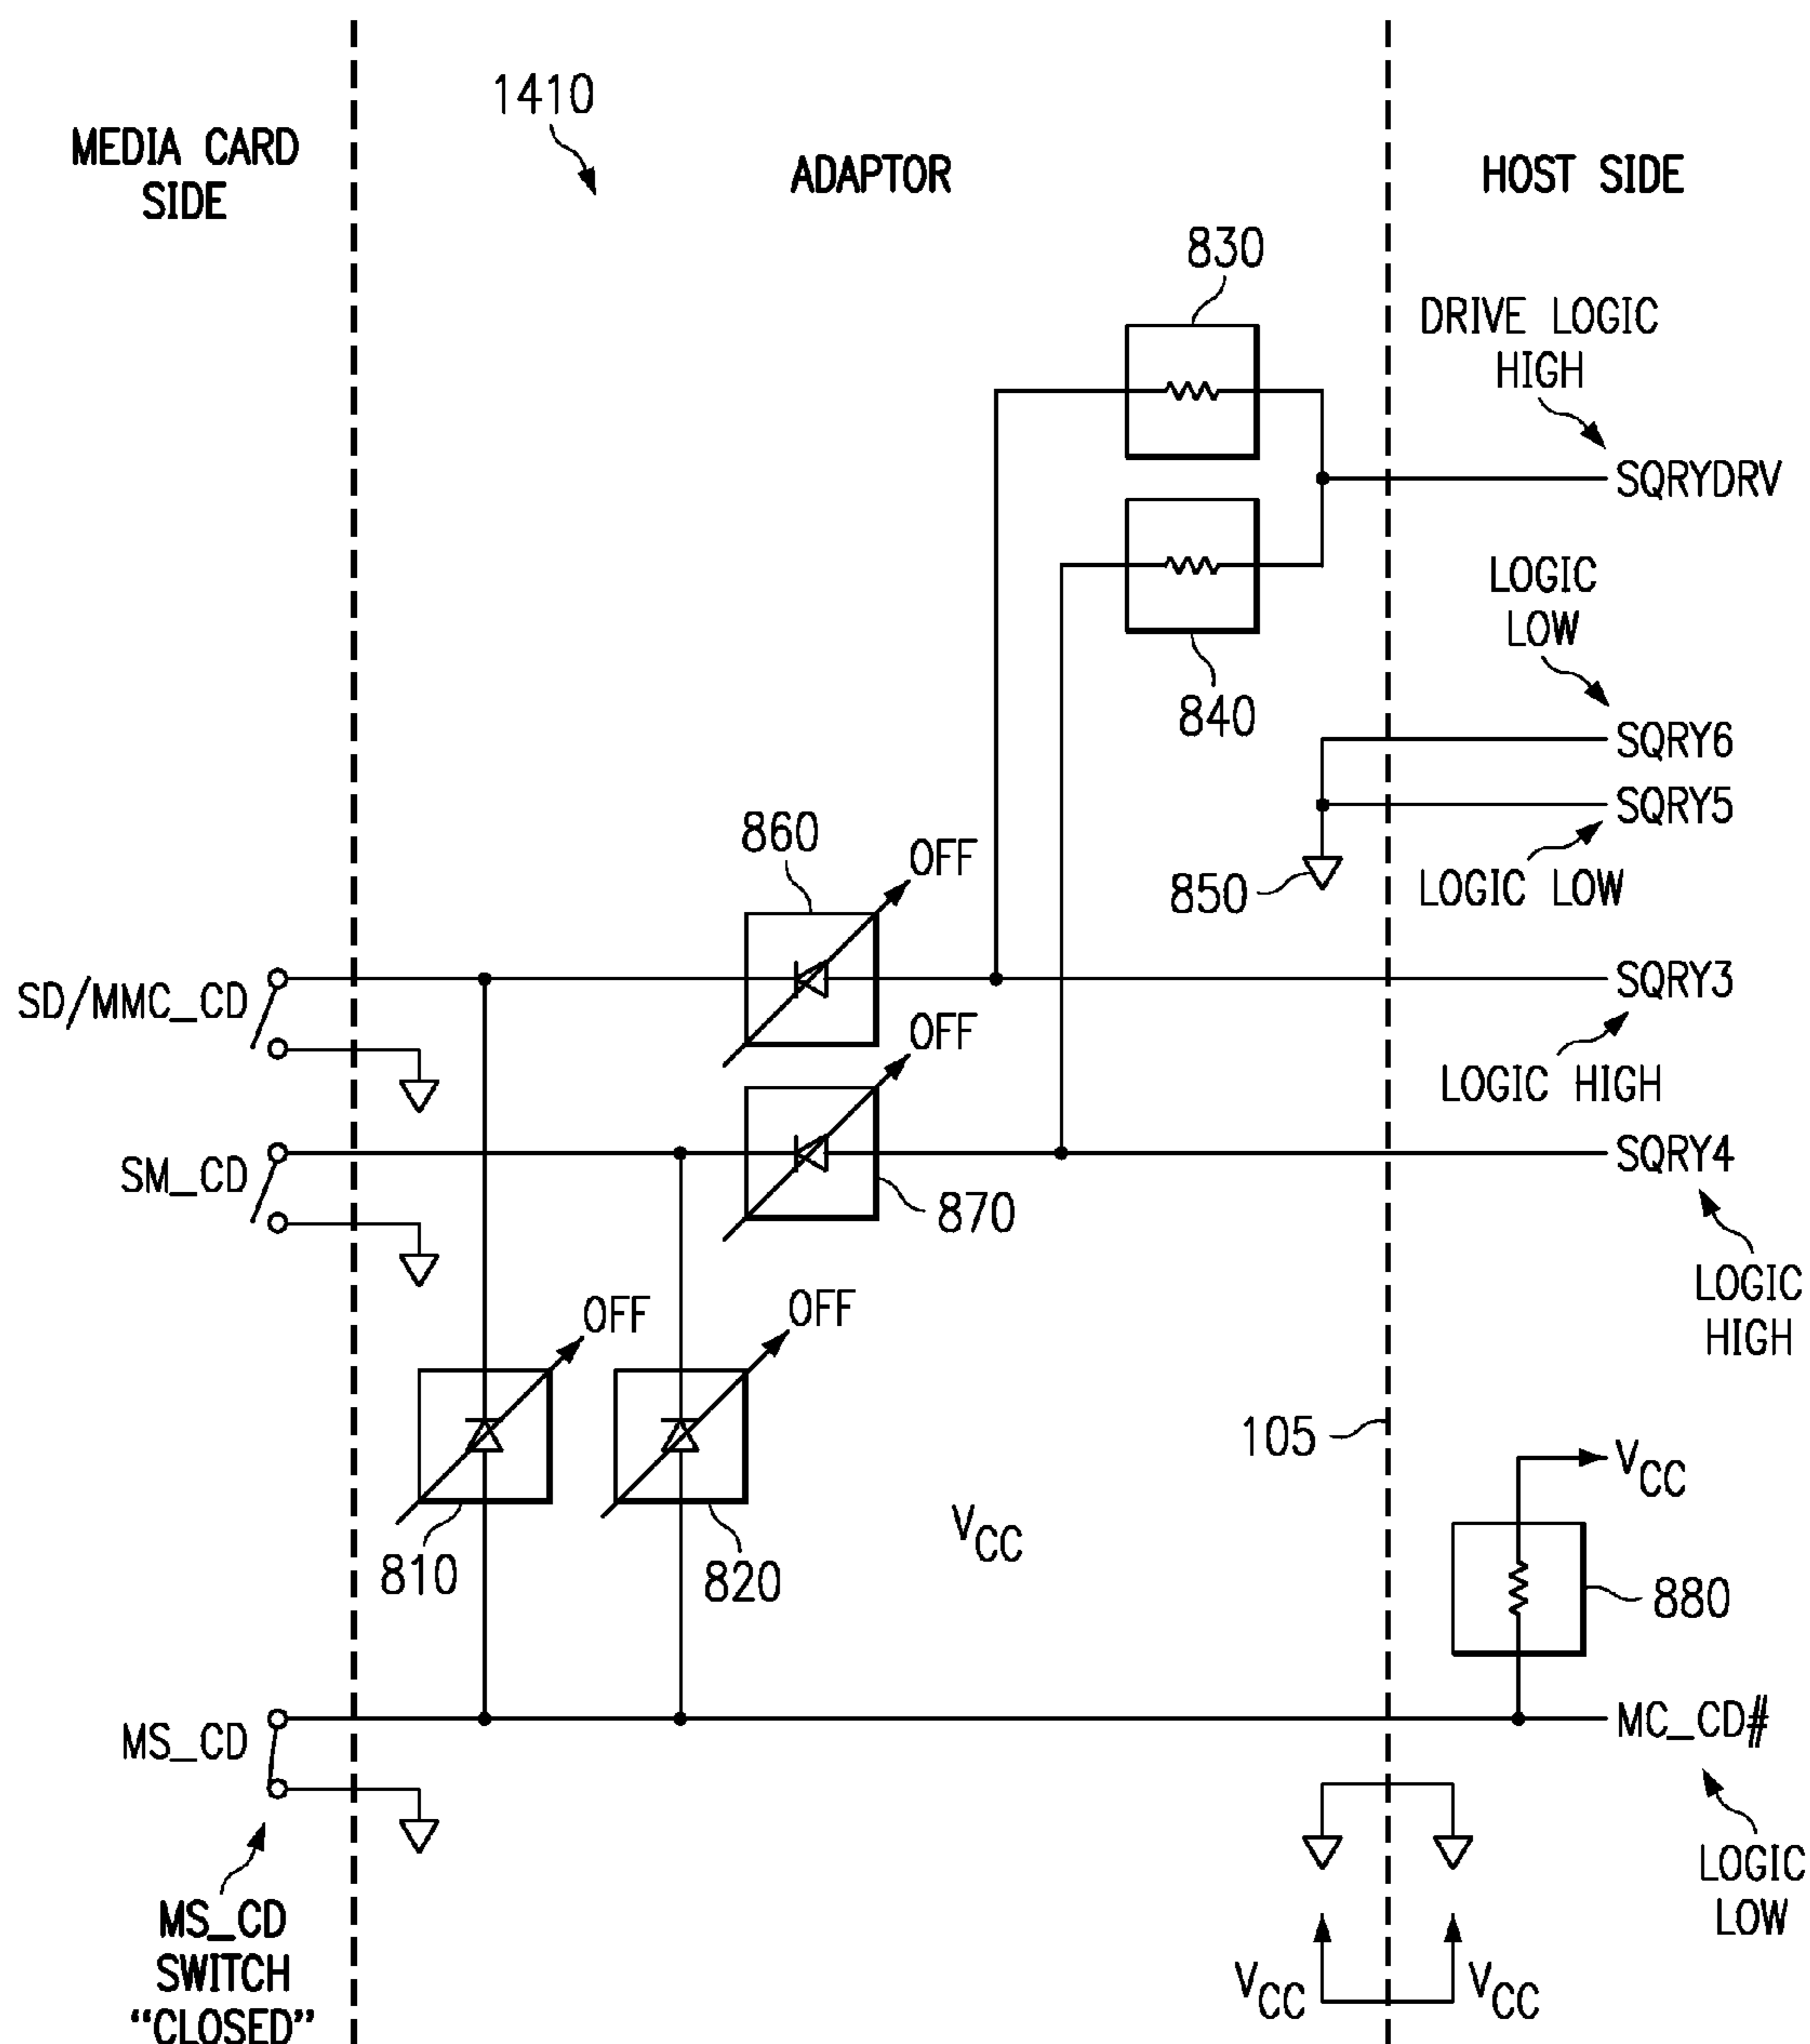 1410
MEDIA CARD
SIDE
ADAPTOR
HOST SIDE
830
DRIVE LOGIC
HIGH
SQRYDRV
840
LOGIC
LOW
SQRY6
SQRY5
850
LOGIC LOW
860
OFF
SD/MMC_CD
SQRY3
OFF
LOGIC HIGH
SM_CD
SQRY4
870
LOGIC
HIGH
OFF
OFF
105
VCC
810
820
VCC
880
MS_CD
MC_CD#
LOGIC
LOW
MS_CD
SWITCH
“CLOSED”
VCC
VCC